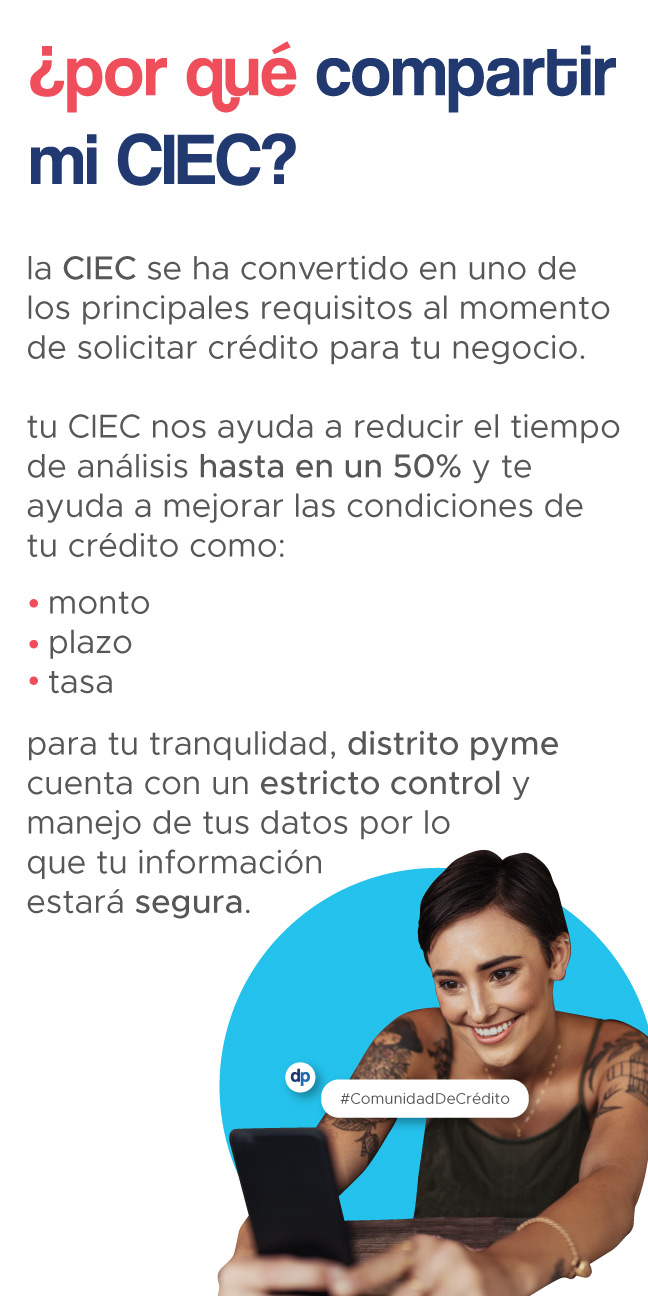 ¿por qué compartir
mi CIEC?
la CIEC se ha convertido en uno de
los principales requisitos al momento
de solicitar crédito para tu negocio.
tu CIEC nos ayuda a reducir el tiempo
de análisis hasta en un 50% y te
ayuda a mejorar las condiciones de
tu crédito como:
• monto
• plazo
• tasa
para tu tranqulidad, distrito pyme
cuenta con un estricto control y
manejo de tus datos por lo
que tu información
estará segura.
dp
#ComunidadDeCrédito